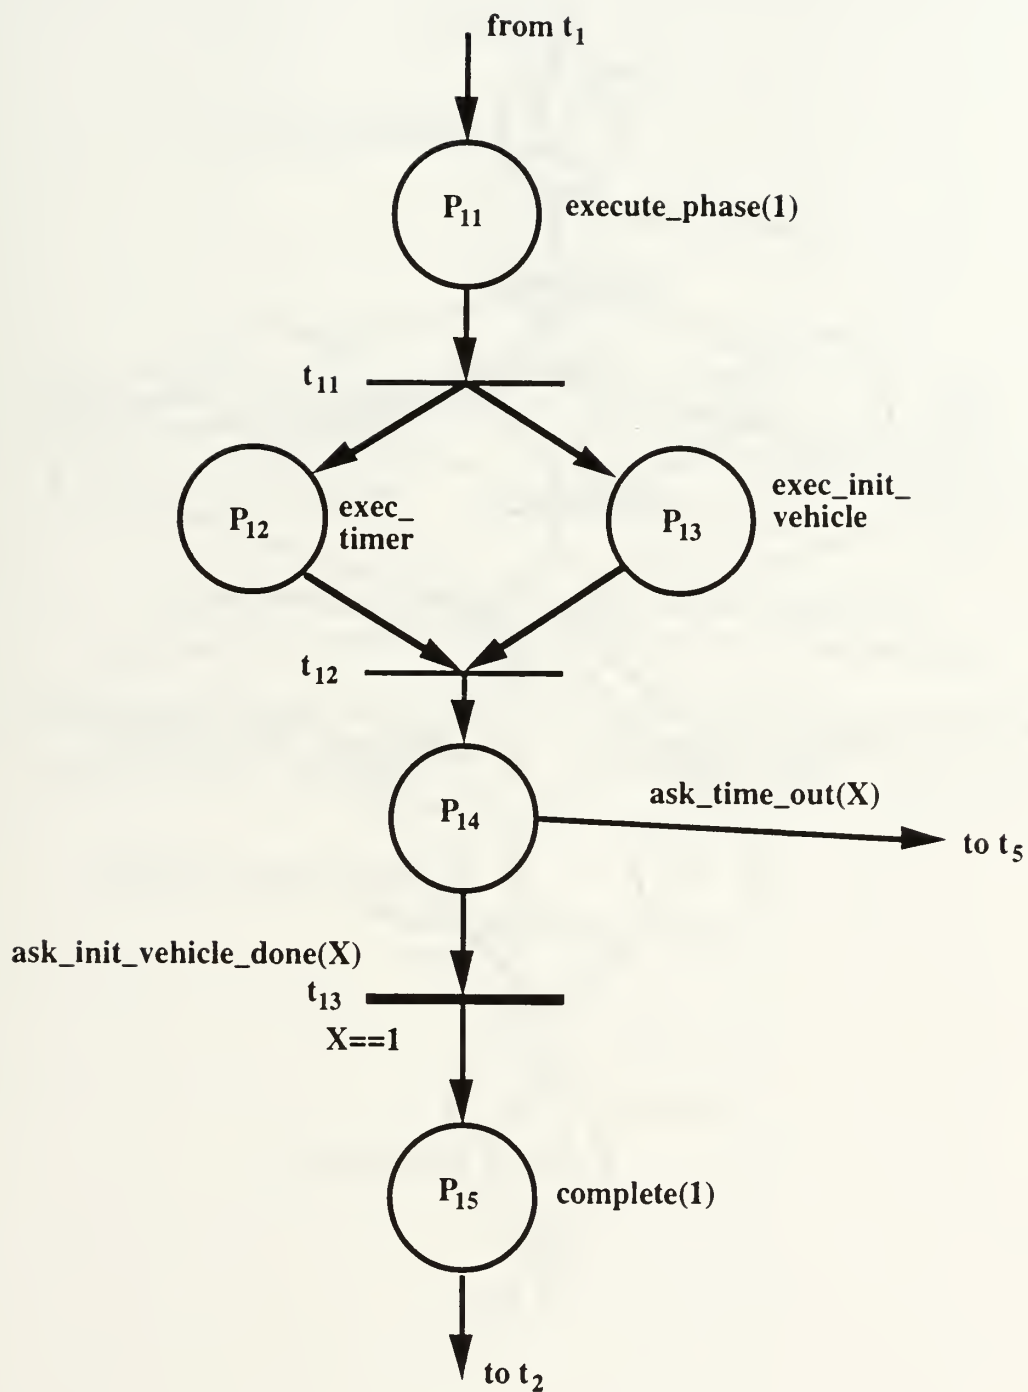 from t₁
P₁₁
execute_phase(1)
t₁₁
P₁₂
exec_
timer
P₁₃
exec_init_
vehicle
t₁₂
P₁₄
ask_time_out(X)
to t₅
ask_init_vehicle_done(X)
t₁₃
X==1
P₁₅
complete(1)
to t₂